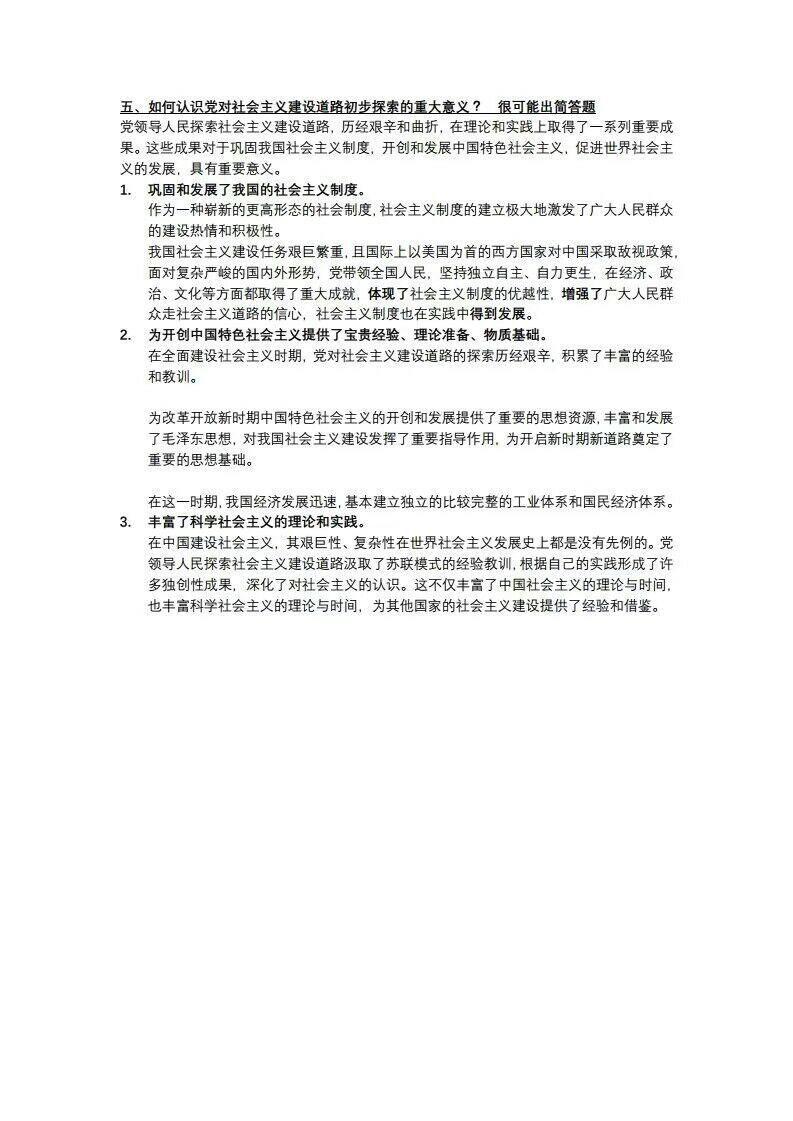 五、如何认识党对社会主义建设道路初步探索的重大意义？ 很可能出简答题
党领导人民探索社会主义建设道路，历经艰辛和曲折，在理论和实践上取得了一系列重要成
果。这些成果对于巩固我国社会主义制度，开创和发展中国特色社会主义，促进世界社会主
义的发展，具有重要意义。
1. 巩固和发展了我国的社会主义制度。
作为一种崭新的更高形态的社会制度，社会主义制度的建立极大地激发了广大人民群众
的建设热情和积极性。
我国社会主义建设任务艰巨繁重，且国际上以美国为首的西方国家对中国采取敌视政策，
面对复杂严峻的国内外形势，党带领全国人民，坚持独立自主、自力更生，在经济、政
治、文化等方面都取得了重大成就，体现了社会主义制度的优越性，增强了广大人民群
众走社会主义道路的信心，社会主义制度也在实践中得到发展。
2. 为开创中国特色社会主义提供了宝贵经验、理论准备、物质基础。
在全面建设社会主义时期，党对社会主义建设道路的探索历经艰辛，积累了丰富的经验
和教训。
为改革开放新时期中国特色社会主义的开创和发展提供了重要的思想资源，丰富和发展
了毛泽东思想，对我国社会主义建设发挥了重要指导作用，为开启新时期新道路奠定了
重要的思想基础。
在这一时期，我国经济发展迅速，基本建立独立的比较完整的工业体系和国民经济体系。
3. 丰富了科学社会主义的理论和实践。
在中国建设社会主义，其艰巨性、复杂性在世界社会主义发展史上都是没有先例的。党
领导人民探索社会主义建设道路汲取了苏联模式的经验教训，根据自己的实践形成了许
多独创性成果，深化了对社会主义的认识。这不仅丰富了中国社会主义的理论与时间，
也丰富科学社会主义的理论与时间，为其他国家的社会主义建设提供了经验和借鉴。